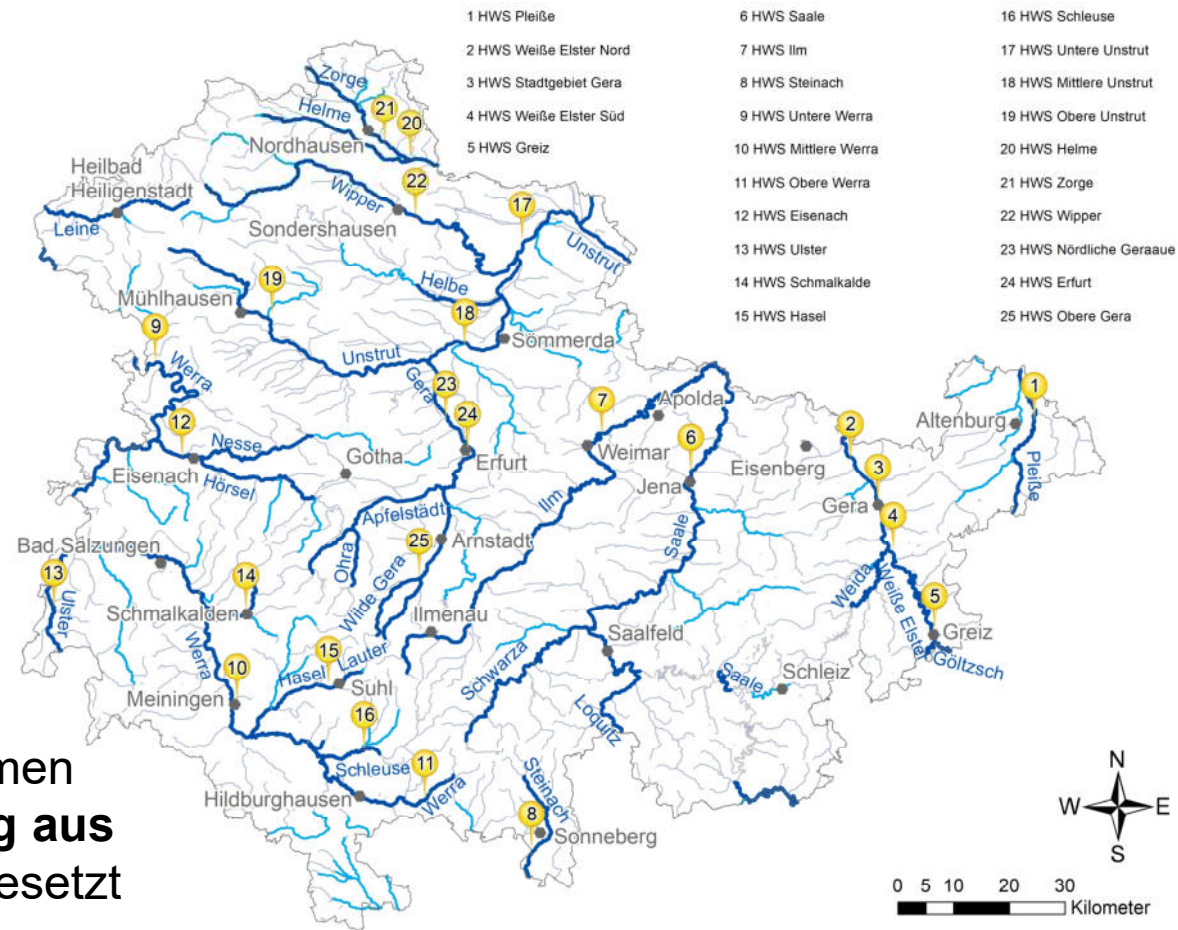 1 HWS Pleiße
2 HWS Weiße Elster Nord
3 HWS Stadtgebiet Gera
4 HWS Weiße Elster Süd
5 HWS Greiz
6 HWS Saale
7 HWS Ilm
8 HWS Steinach
9 HWS Untere Werra
10 HWS Mittlere Werra
11 HWS Obere Werra
12 HWS Eisenach
13 HWS Ulster
14 HWS Schmalkalde
15 HWS Hasel
16 HWS Schleuse
17 HWS Untere Unstrut
18 HWS Mittlere Unstrut
19 HWS Obere Unstrut
20 HWS Helme
21 HWS Zorge
22 HWS Wipper
23 HWS Nördliche Geraaue
24 HWS Erfurt
25 HWS Obere Gera
Zorge
21
Helme
20
Nordhausen
Heilbad
Heiligenstadt
22
Wipper
17
Leine
Sondershausen
Unstrut
19
Helbe
Mühlhausen
18
9
Sömmerda
Unstrut
Werra
Gera
23
7
Apolda
1
24
12
Nesse
2
Altenburg
6
Weimar
Eisenberg
Erfurt
Gotha
Eisenach
Pleiße
3
Hörsel
Jena
Ilm
Gera
Apfelstädt
4
25
Arnstadt
Saale
Bad Salzungen
Ohra
13
14
Wilde Gera
Weida
Weiße Elster
5
Ulster
Schmalkalden
Ilmenau
Greiz
Saalfeld
Werra
15
Lauter
Schwarza
Göltzsch
10
Hasel
Saale
Schleiz
Suhl
Meiningen
16
Loquitz
Schleuse
11
Steinach
Werra
Hildburghausen
8
Sonneberg
men
g aus
esetzt
N
W
E
S
0 5 10 20 30
Kilometer